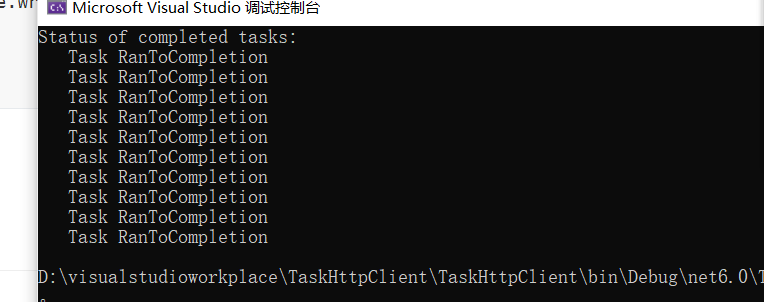 Microsoft Visual Studio 调试控制台
Status of completed tasks:
Task RanToCompletion
Task RanToCompletion
Task RanToCompletion
Task RanToCompletion
Task RanToCompletion
Task RanToCompletion
Task RanToCompletion
Task RanToCompletion
Task RanToCompletion
Task RanToCompletion
D:\visualstudioworkplace\TaskHttpClient\TaskHttpClient\bin\Debug\net6.0\T